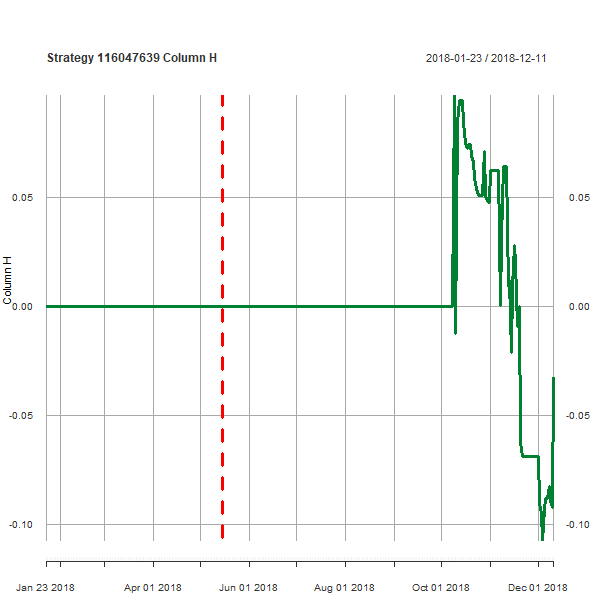 Strategy 116047639 Column H
2018-01-23 / 2018-12-11
Column H
0.05
0.00
-0.05
-0.10
0.05
0.00
-0.05
-0.10
Jan 23 2018
Apr 01 2018
Jun 01 2018
Aug 01 2018
Oct 01 2018
Dec 01 2018